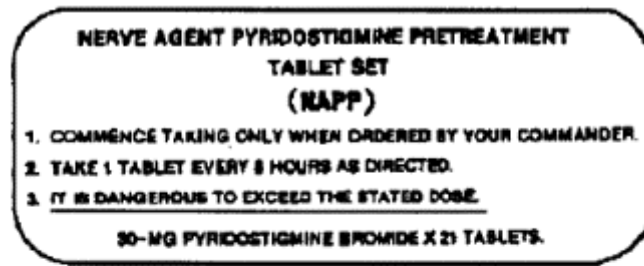 NERVE AGENT PYRIDOSTIGMINE PRETREATMENT
TABLET SET
(NAPP)
1. COMMENCE TAKING ONLY WHEN ORDERED BY YOUR COMMANDER.
2. TAKE 1 TABLET EVERY 8 HOURS AS DIRECTED.
3. IT IS DANGEROUS TO EXCEED THE STATED DOSE.
30-MG PYRIDOSTIGMINE BROMIDE X 21 TABLETS.